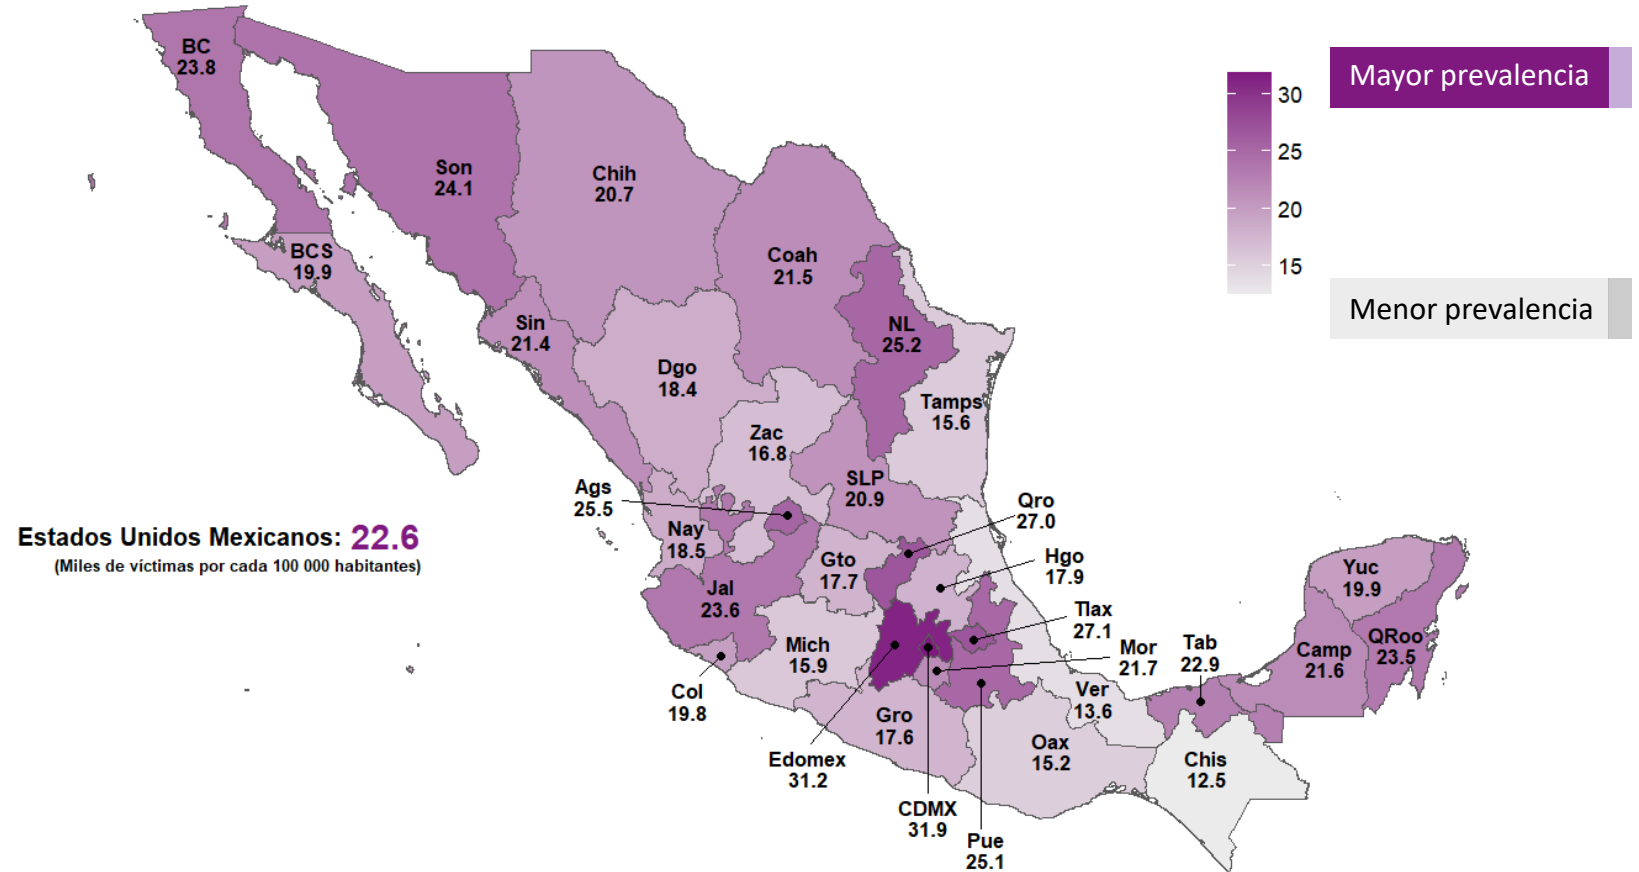 BC
23.8
Son
24.1
Chih
20.7
BCS
19.9
Coah
21.5
Sin
21.4
NL
25.2
Dgo
18.4
Tamps
15.6
Zac
16.8
SLP
20.9
Ags
25.5
Qro
27.0
Nay
18.5
Gto
17.7
Hgo
17.9
Jal
23.6
Tlax
27.1
Mich
15.9
Mor
21.7
Tab
22.9
Yuc
19.9
Camp
21.6
QRoo
23.5
Col
19.8
Ver
13.6
Gro
17.6
Oax
15.2
Chis
12.5
Edomex
31.2
CDMX
31.9
Pue
25.1
Estados Unidos Mexicanos: 22.6
(Miles de víctimas por cada 100 000 habitantes)
30
25
20
15
Mayor prevalencia
Menor prevalencia